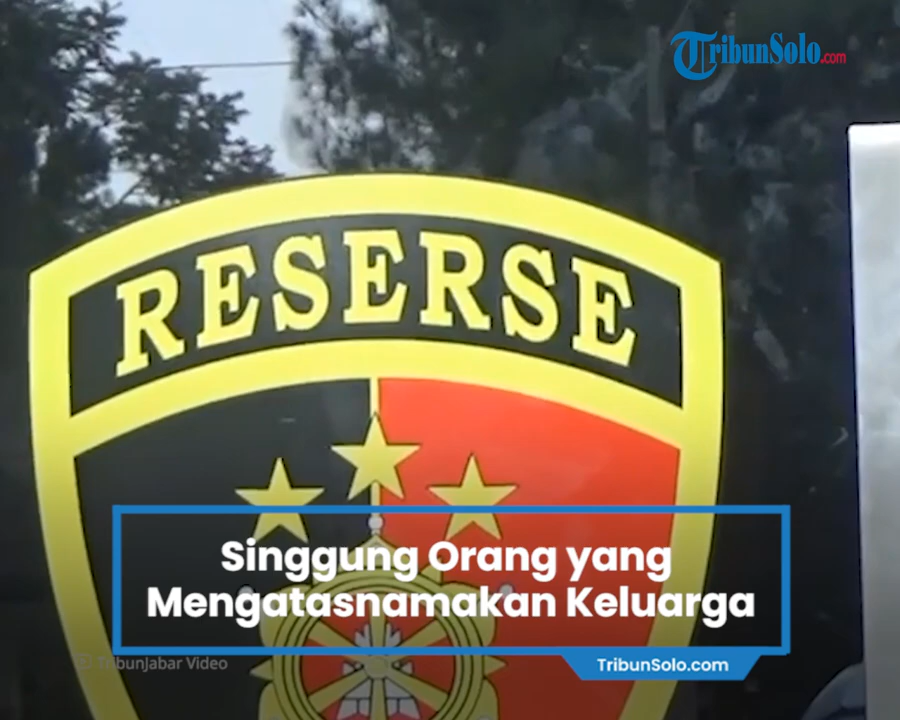 TribunSolo.com
RESERSE
Singgung Orang yang
Mengatasnamakan Keluarga
TribunJabar Video
TribunSolo.com